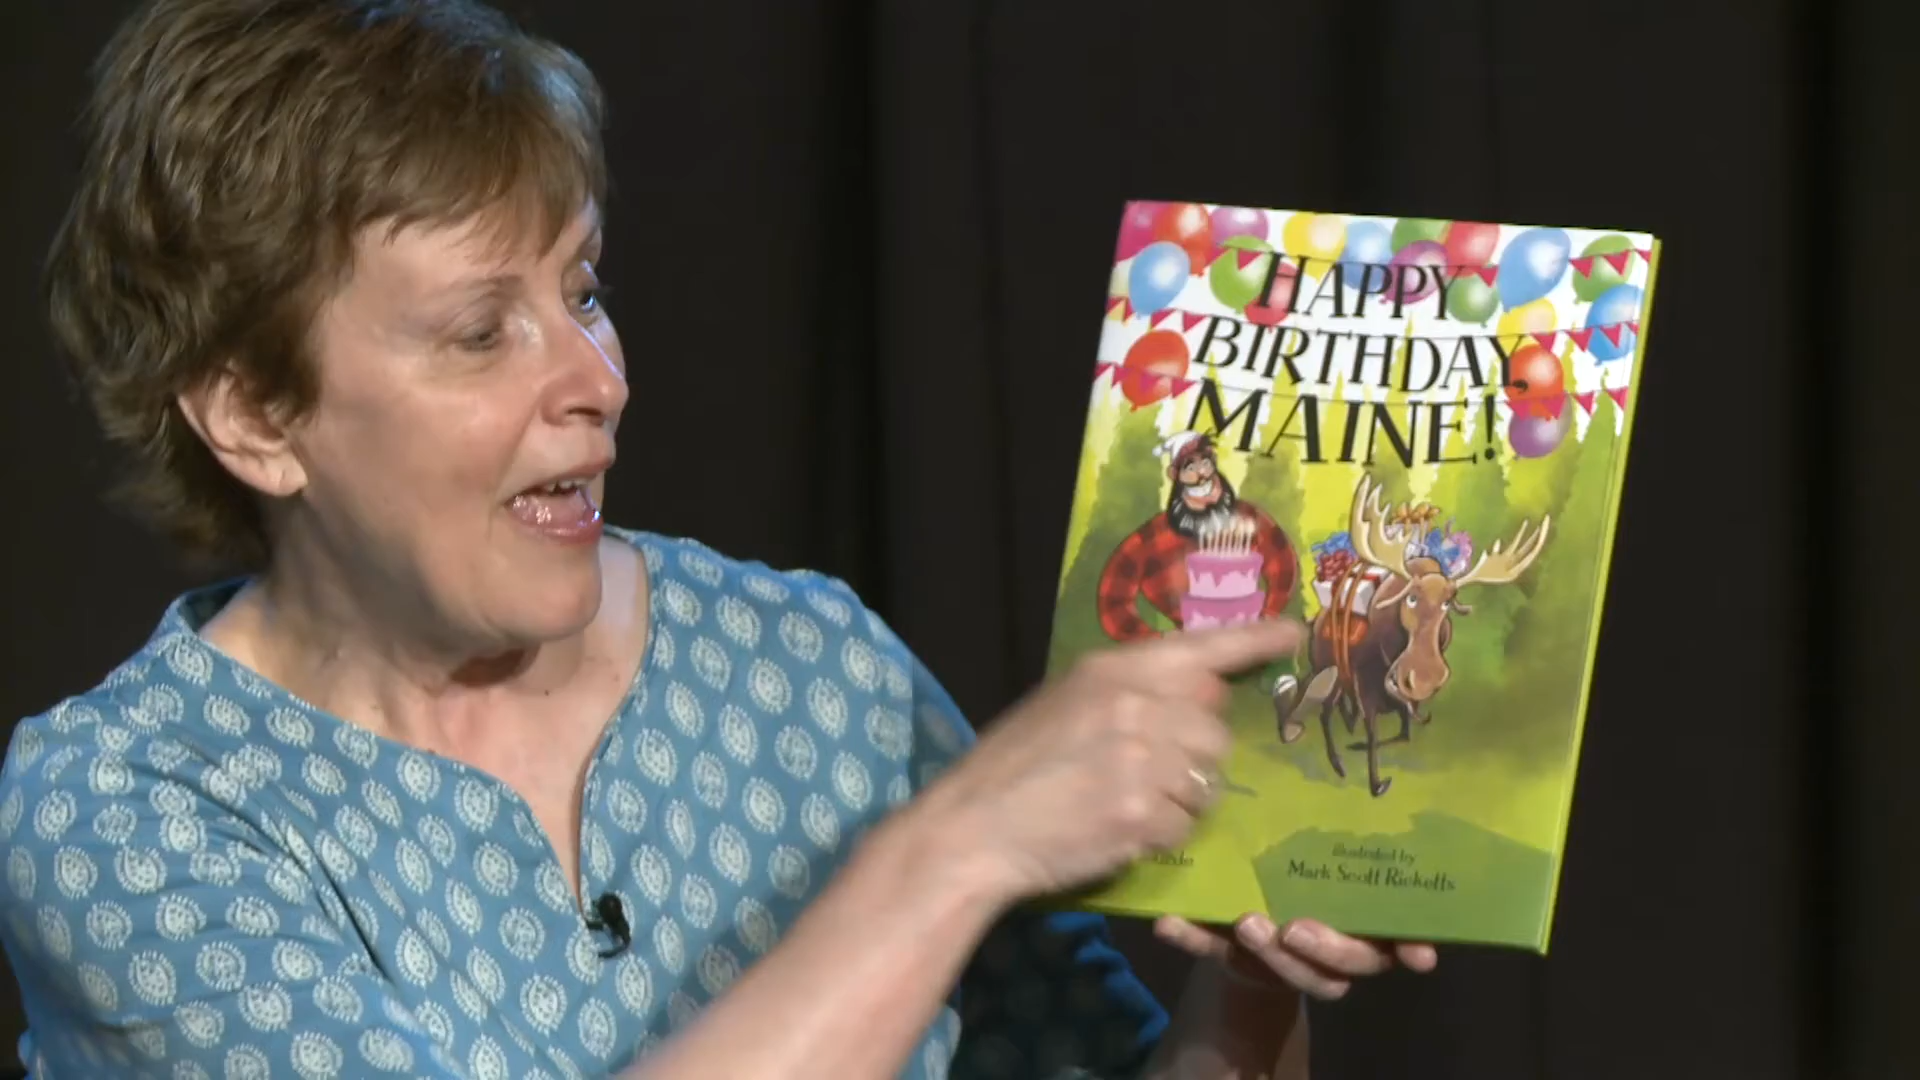 HAPPY
BIRTHDAY,
MAINE!
illustrated by
Mark Scott Ricketts